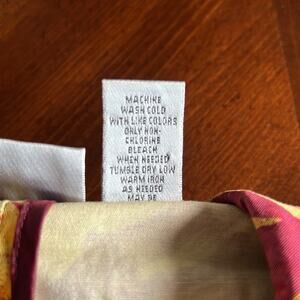 MACHINE
WASH COLD
WITH LIKE COLORS
ONLY NON-
CHLORINE
BLEACH
WHEN NEEDED
TUMBLE DRY LOW
WARM IRON
AS NEEDED
MAY BE